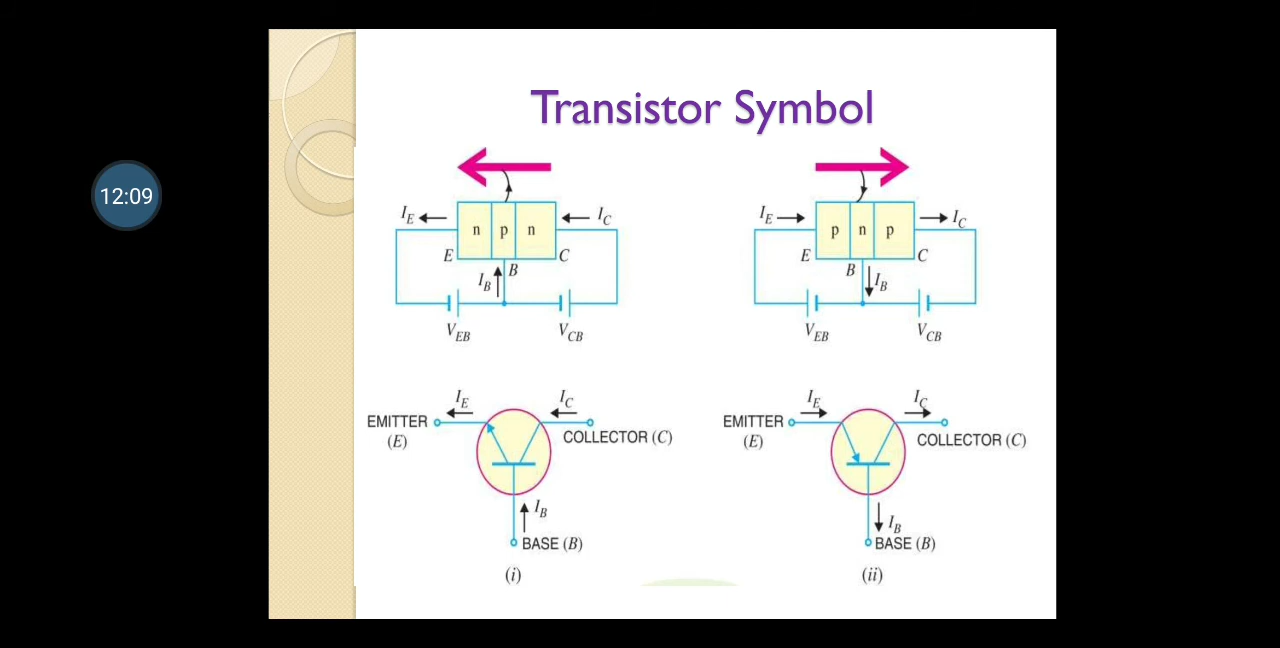 12:09
Transistor Symbol
I_E I_C
n p n
E B C
I_B
V_EB V_CB
I_E I_C
p n p
E B C
I_B
V_EB V_CB
I_E I_C
EMITTER
(E)
COLLECTOR (C)
I_B
BASE (B)
(i)
I_E I_C
EMITTER
(E)
COLLECTOR (C)
I_B
BASE (B)
(ii)